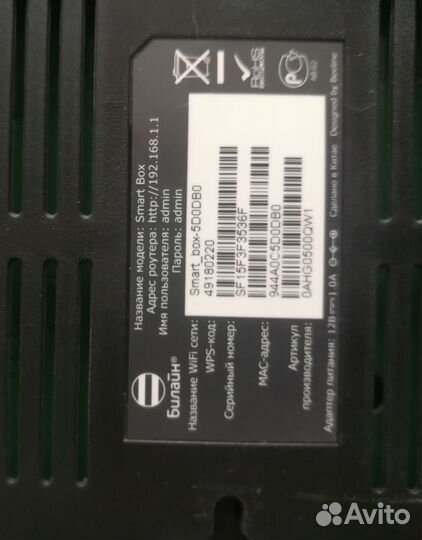 Название модели: Smart Box
Адрес роутера: http://192.168.1.1
Имя пользователя: admin
Пароль: admin
Билайн®
Название WiFi сети: Smart_box-5D0DB0
WPS-код: 49180220
Серийный номер: SF15F3F3536F
MAC-адрес: 944A0C5D0DB0
Артикул
производителя: 0AHG0500QW1
Адаптер питания: 12В 1.0А
Сделано в Китае
Designed by Beeline
RoHS
Avito